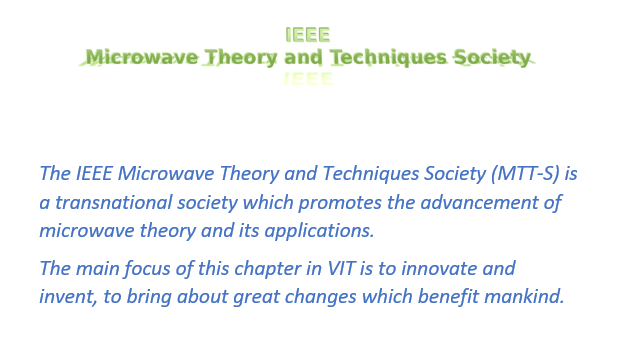 IEEE
Microwave Theory and Techniques Society
The IEEE Microwave Theory and Techniques Society (MTT-S) is
a transnational society which promotes the advancement of
microwave theory and its applications.
The main focus of this chapter in VIT is to innovate and
invent, to bring about great changes which benefit mankind.